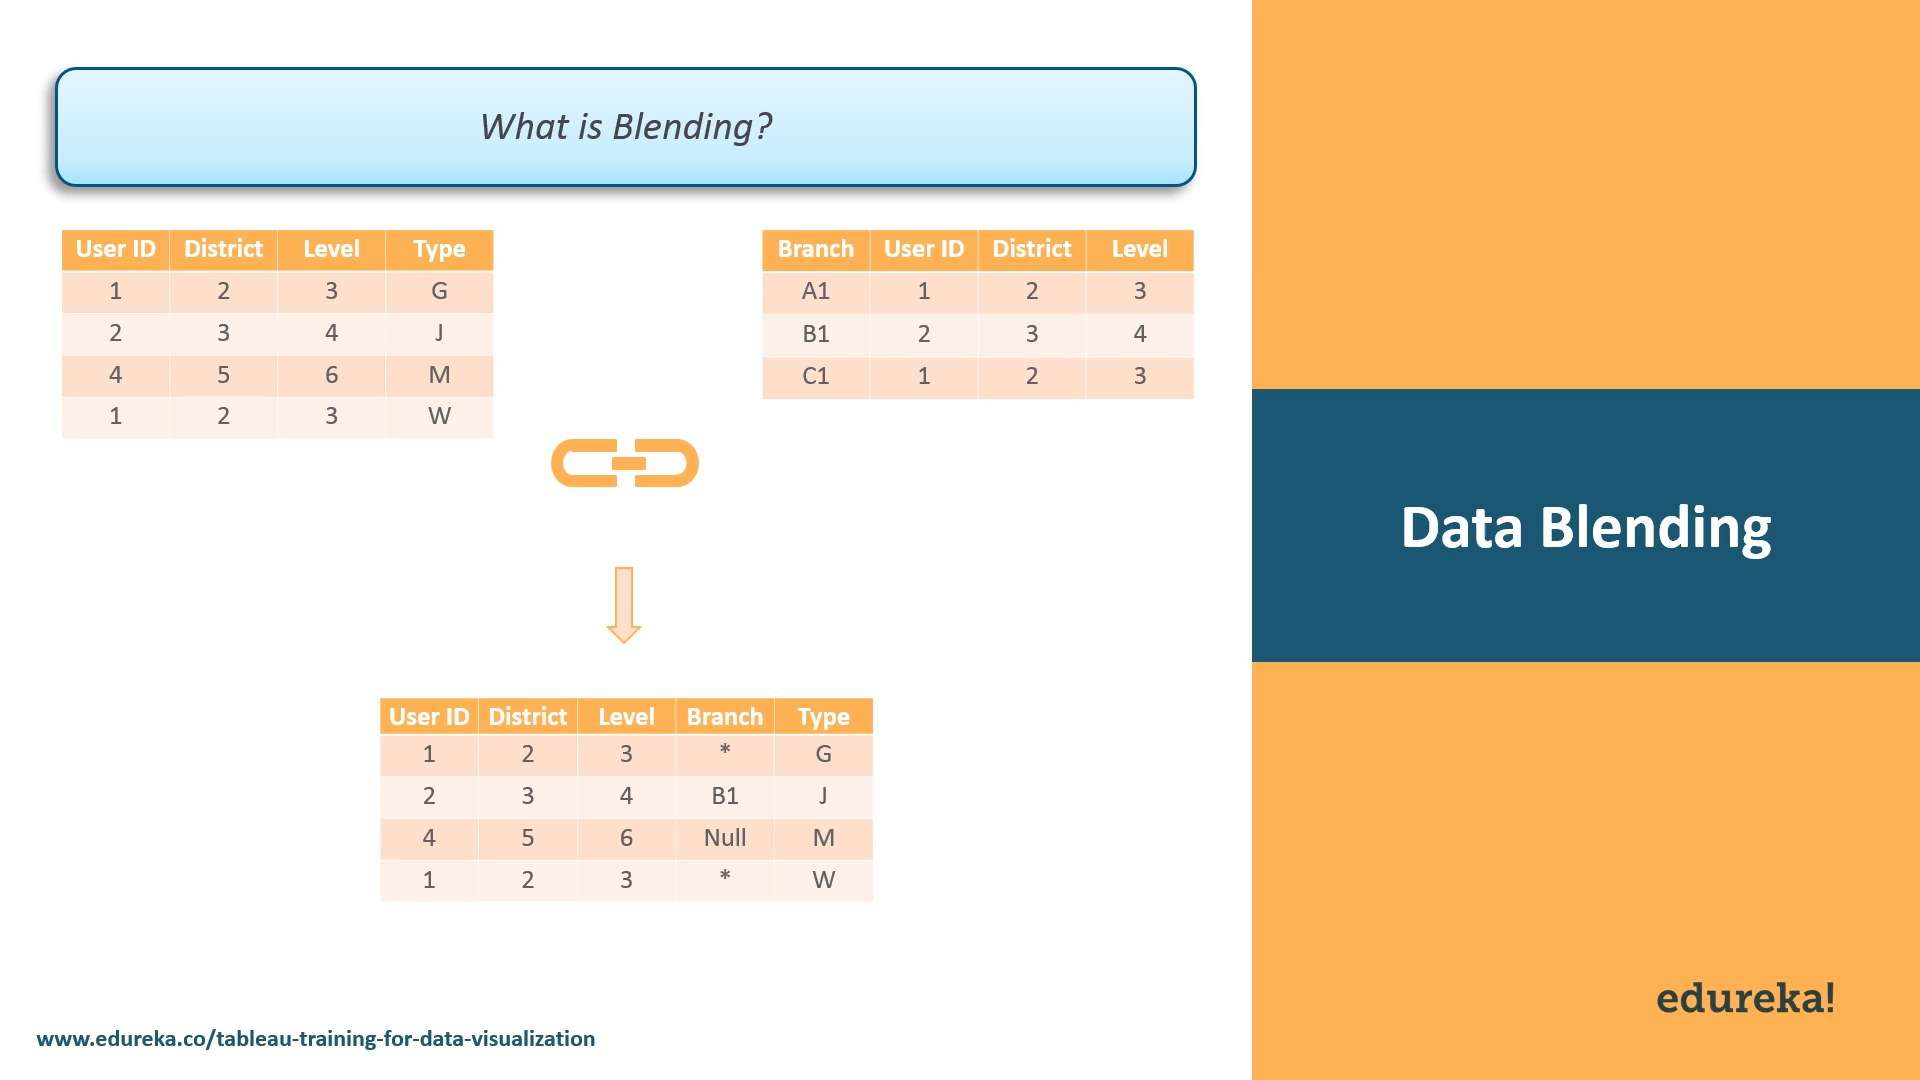 What is Blending?
User ID District Level Type
1 2 3 G
2 3 4 J
4 5 6 M
1 2 3 W
Branch User ID District Level
A1 1 2 3
B1 2 3 4
C1 1 2 3
User ID District Level Branch Type
1 2 3 * G
2 3 4 B1 J
4 5 6 Null M
1 2 3 * W
Data Blending
edureka!
www.edureka.co/tableau-training-for-data-visualization